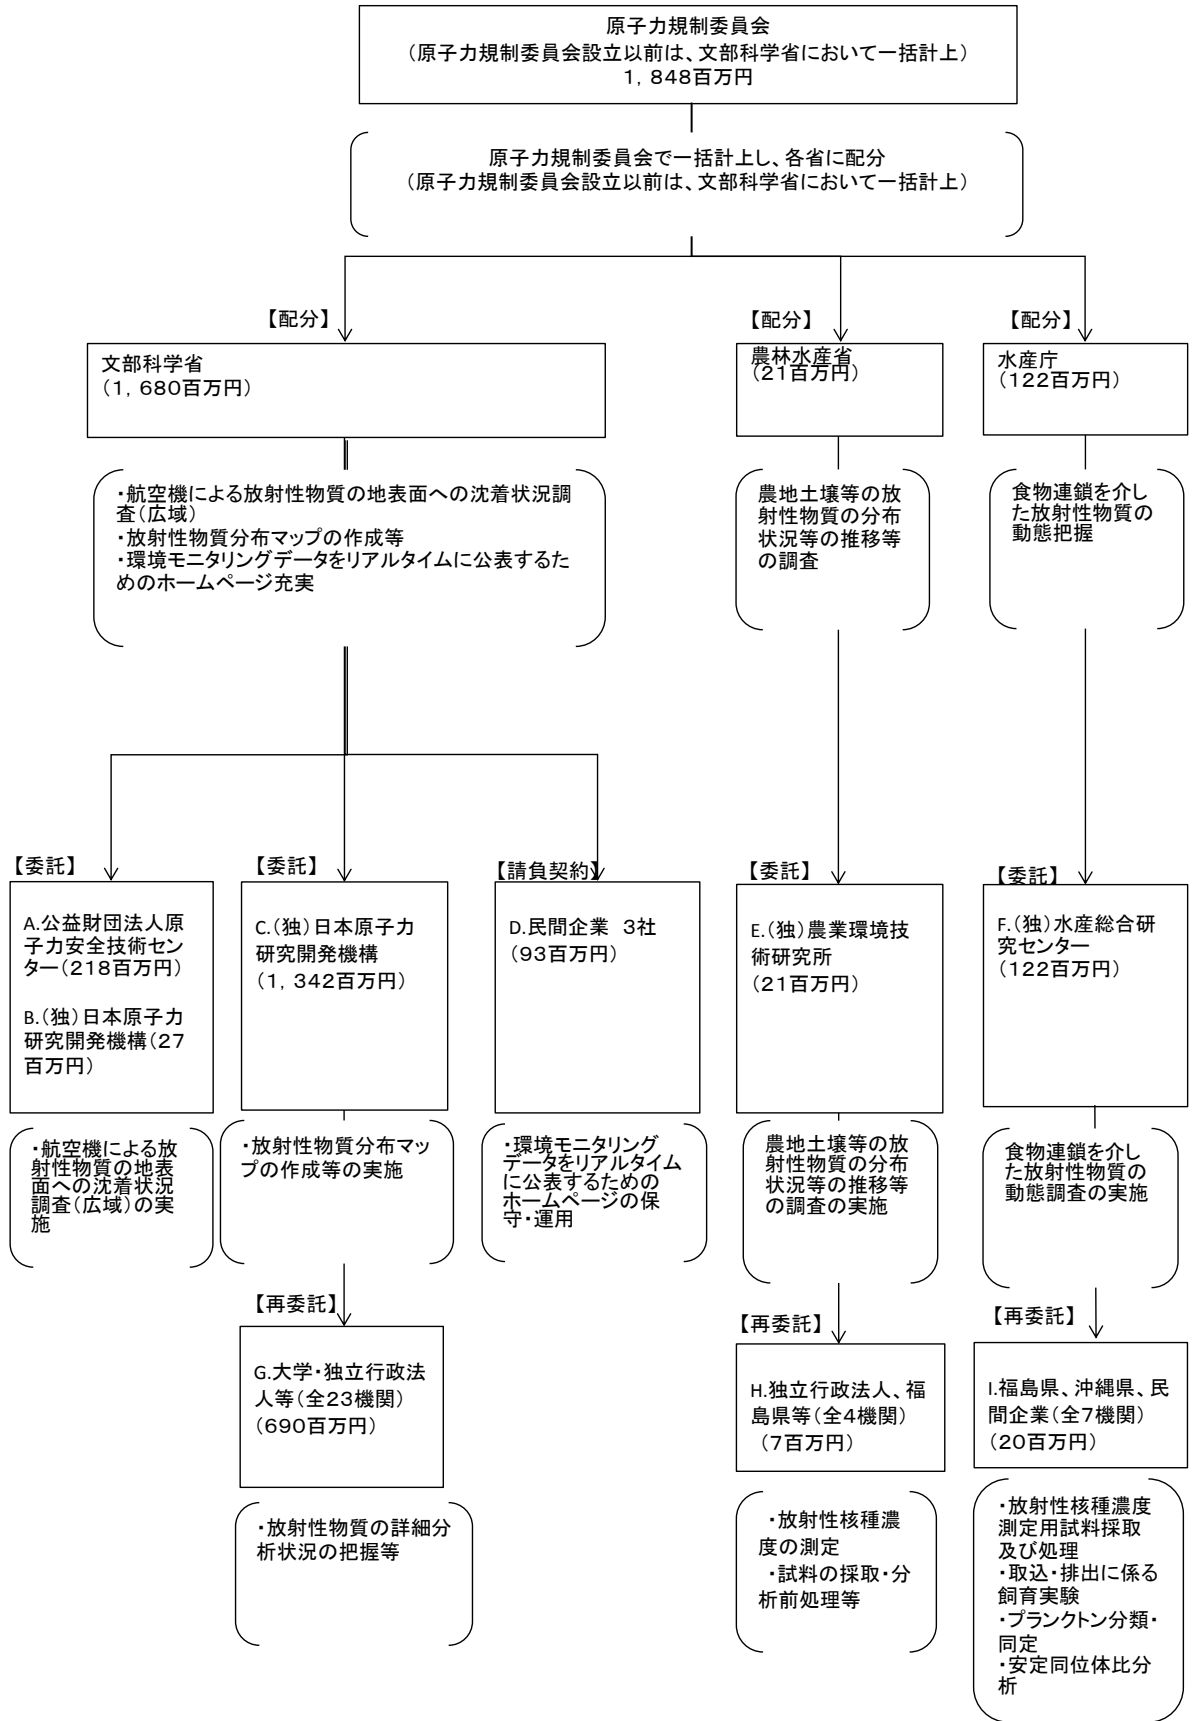 原子力規制委員会
（原子力規制委員会設立以前は、文部科学省において一括計上）
１，８４８百万円
原子力規制委員会で一括計上し、各省に配分
（原子力規制委員会設立以前は、文部科学省において一括計上）
【配分】
文部科学省
（１，６８０百万円）
【配分】
農林水産省
（２１百万円）
【配分】
水産庁
（１２２百万円）
・航空機による放射性物質の地表面への沈着状況調
査（広域）
・放射性物質分布マップの作成等
・環境モニタリングデータをリアルタイムに公表するた
めのホームページ充実
農地土壌等の放
射性物質の分布
状況等の推移等
の調査
食物連鎖を介し
た放射性物質の
動態把握
【委託】
A.公益財団法人原
子力安全技術セン
ター（２１８百万円）
B.（独）日本原子力
研究開発機構（２７
百万円）
【委託】
C.（独）日本原子力
研究開発機構
（１，３４２百万円）
【請負契約】
D.民間企業　３社
（９３百万円）
【委託】
E.（独）農業環境技
術研究所
（２１百万円）
【委託】
F.（独）水産総合研
究センター
（１２２百万円）
・航空機による放
射性物質の地表
面への沈着状況
調査（広域）の実
施
・放射性物質分布マッ
プの作成等の実施
・環境モニタリング
データをリアルタイム
に公表するための
ホームページの保
守・運用
農地土壌等の放
射性物質の分布
状況等の推移等
の調査の実施
食物連鎖を介し
た放射性物質の
動態調査の実施
【再委託】
G.大学・独立行政法
人等（全２３機関）
（６９０百万円）
【再委託】
H.独立行政法人、福
島県等（全４機関）
（７百万円）
【再委託】
I.福島県、沖縄県、民
間企業（全７機関）
（２０百万円）
・放射性物質の詳細分
析状況の把握等
・放射性核種濃
度の測定
・試料の採取・分
析前処理等
・放射性核種濃度
測定用試料採取
及び処理
・取込・排出に係る
飼育実験
・プランクトン分類・
同定
・安定同位体比分
析